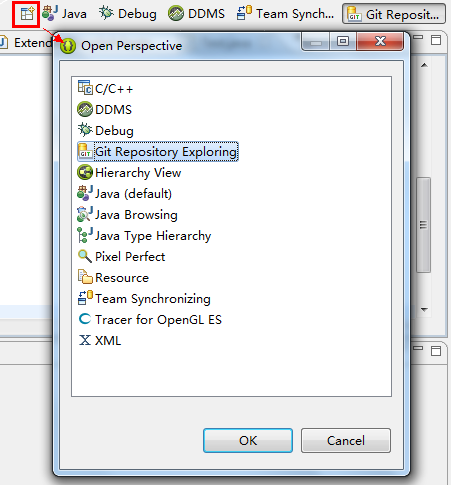 Java Debug DDMS Team Synch... Git Reposit...
Extend
Open Perspective
C/C++
DDMS
Debug
GIT Git Repository Exploring
Hierarchy View
Java (default)
Java Browsing
Java Type Hierarchy
Pixel Perfect
Resource
Team Synchronizing
Tracer for OpenGL ES
XML
OK Cancel